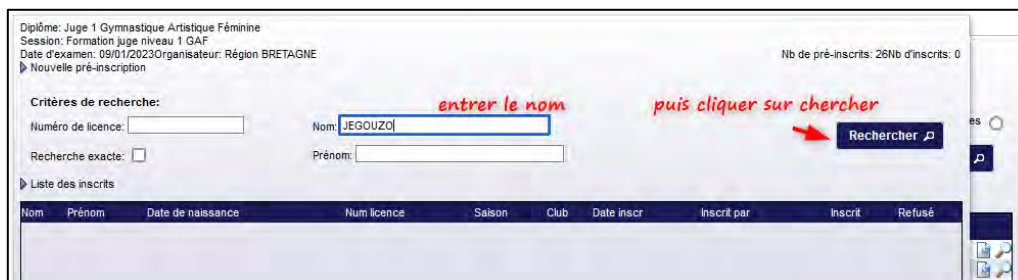 Diplôme: Juge 1 Gymnastique Artistique Féminine
Session: Formation juge niveau 1 GAF
Date d'examen: 09/01/2023Organisateur: Région BRETAGNE Nb de pré-inscrits: 26Nb d'inscrits: 0
Nouvelle pré-inscription
Critères de recherche:
entrer le nom puis cliquer sur chercher
Numéro de licence: Nom: JEGOUZO
es
Rechercher
Recherche exacte: Prénom:
Liste des inscrits
Nom Prénom Date de naissance Num licence Saison Club Date inscr Inscrit par Inscrit Refusé